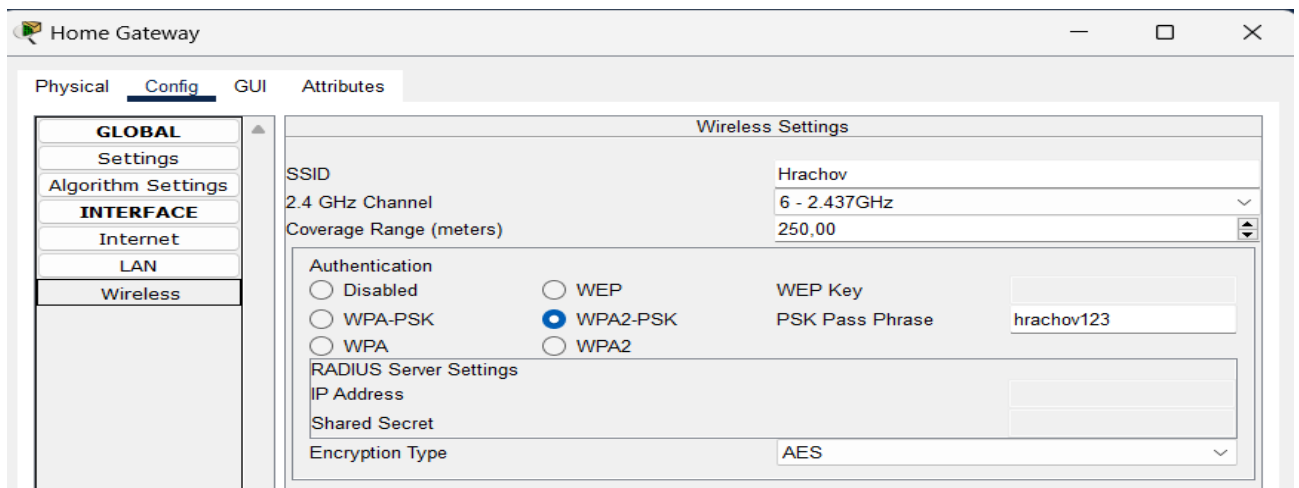 Home Gateway
Physical Config GUI Attributes
GLOBAL
Settings
Algorithm Settings
INTERFACE
Internet
LAN
Wireless
Wireless Settings
SSID Hrachov
2.4 GHz Channel 6 - 2.437GHz
Coverage Range (meters) 250,00
Authentication
Disabled WEP WEP Key
WPA-PSK WPA2-PSK PSK Pass Phrase hrachov123
WPA WPA2
RADIUS Server Settings
IP Address
Shared Secret
Encryption Type AES